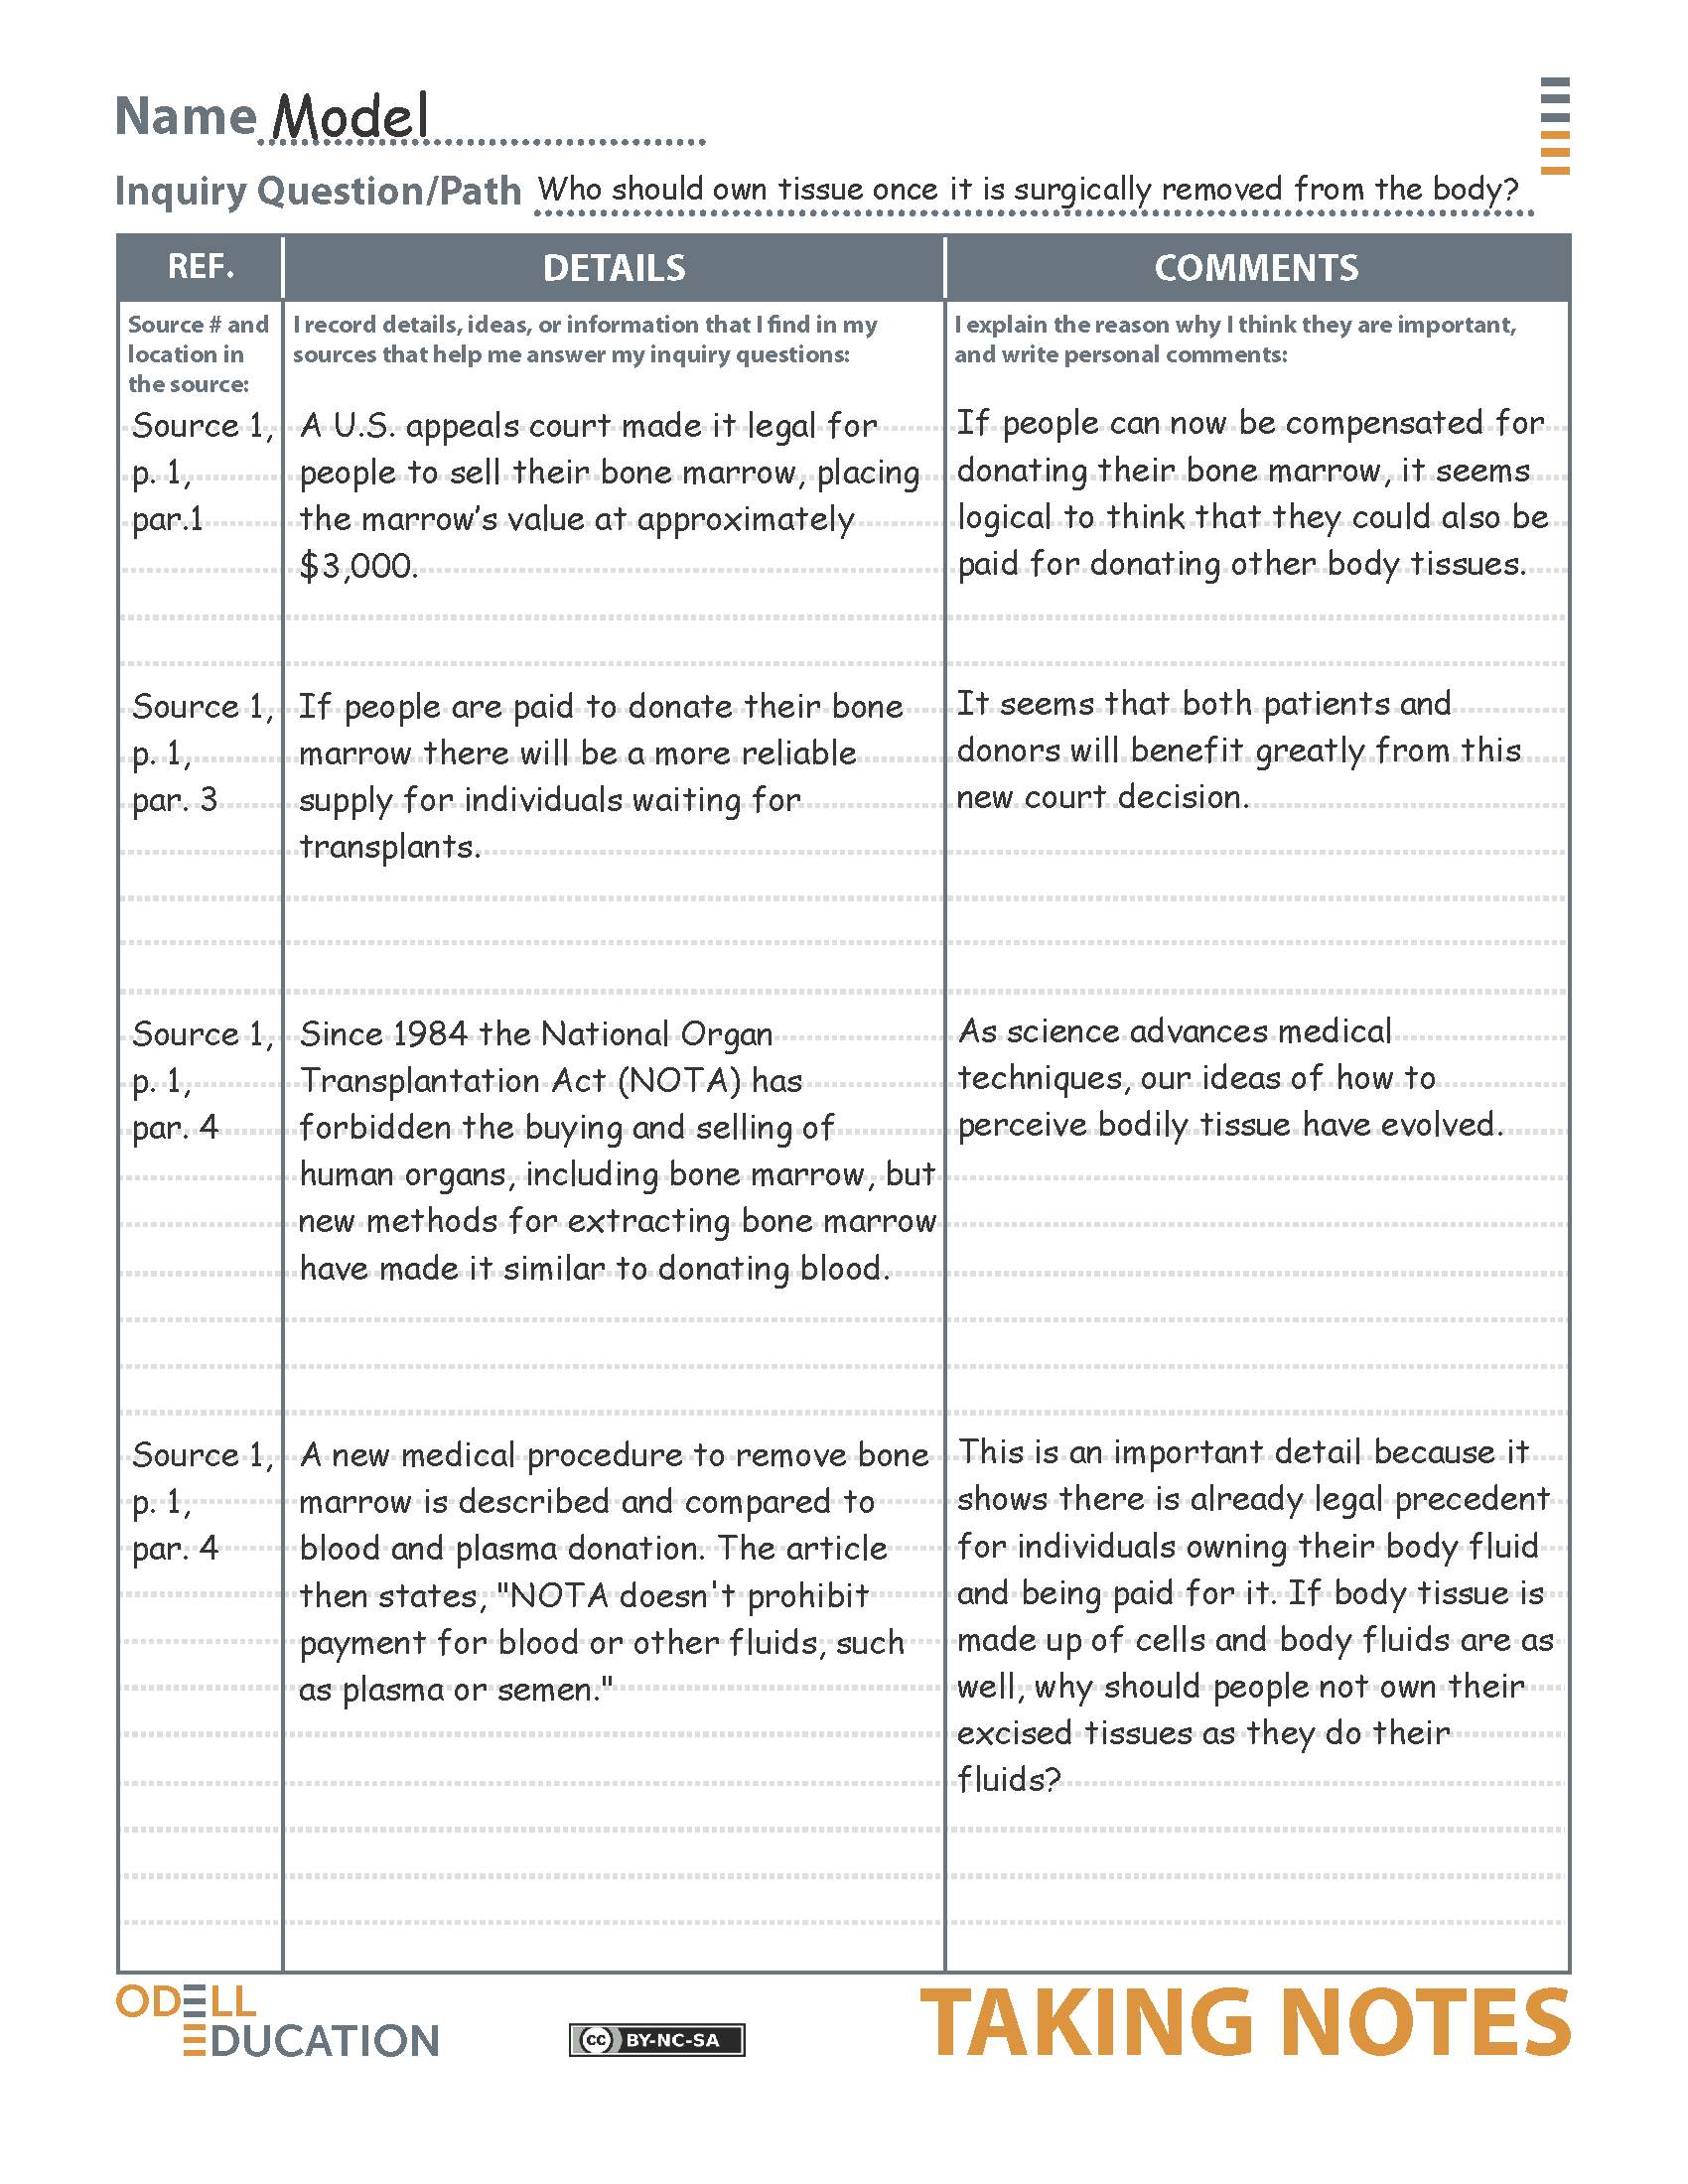 Name Model
Inquiry Question/Path Who should own tissue once it is surgically removed from the body?
REF.
DETAILS
COMMENTS
Source # and
location in
the source:
I record details, ideas, or information that I find in my
sources that help me answer my inquiry questions:
I explain the reason why I think they are important,
and write personal comments:
Source 1,
p. 1,
par.1
A U.S. appeals court made it legal for
people to sell their bone marrow, placing
the marrow's value at approximately
$3,000.
If people can now be compensated for
donating their bone marrow, it seems
logical to think that they could also be
paid for donating other body tissues.
Source 1,
p. 1,
par. 3
If people are paid to donate their bone
marrow there will be a more reliable
supply for individuals waiting for
transplants.
It seems that both patients and
donors will benefit greatly from this
new court decision.
Source 1,
p. 1,
par. 4
Since 1984 the National Organ
Transplantation Act (NOTA) has
forbidden the buying and selling of
human organs, including bone marrow, but
new methods for extracting bone marrow
have made it similar to donating blood.
As science advances medical
techniques, our ideas of how to
perceive bodily tissue have evolved.
Source 1,
p. 1,
par. 4
A new medical procedure to remove bone
marrow is described and compared to
blood and plasma donation. The article
then states, "NOTA doesn't prohibit
payment for blood or other fluids, such
as plasma or semen."
This is an important detail because it
shows there is already legal precedent
for individuals owning their body fluid
and being paid for it. If body tissue is
made up of cells and body fluids are as
well, why should people not own their
excised tissues as they do their
fluids?
ODELL
EDUCATION
cc BY-NC-SA
TAKING NOTES